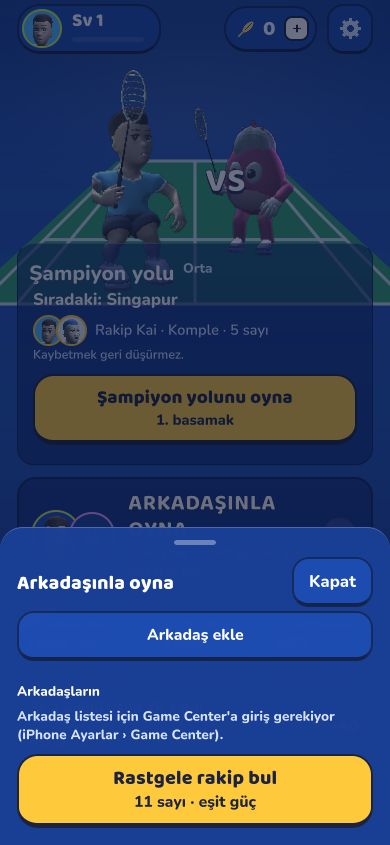 Sv 1
0
+
VS
Şampiyon yolu Orta
Sıradaki: Singapur
Rakip Kai · Komple · 5 sayı
Kaybetmek geri düşürmez.
Şampiyon yolunu oyna
1. basamak
ARKADAŞINLA
OYNA
Arkadaşınla oyna
Kapat
Arkadaş ekle
Arkadaşların
Arkadaş listesi için Game Center'a giriş gerekiyor
(iPhone Ayarlar › Game Center).
Rastgele rakip bul
11 sayı · eşit güç